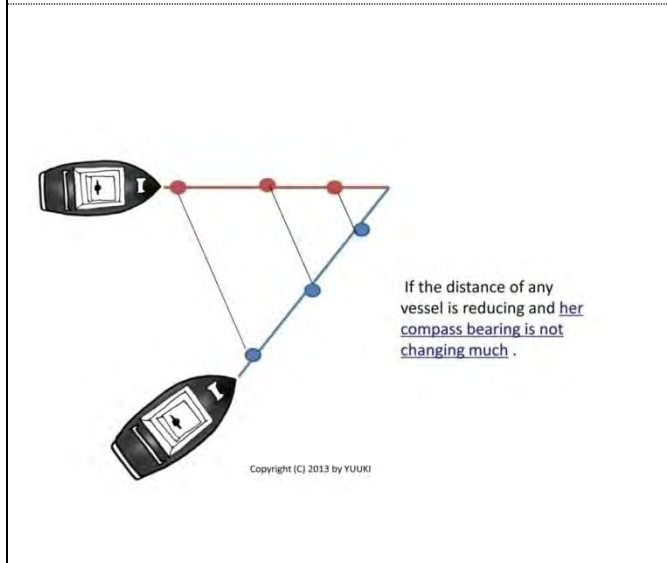 If the distance of any
vessel is reducing and her
compass bearing is not
changing much .
Copyright (C) 2013 by YUUKI